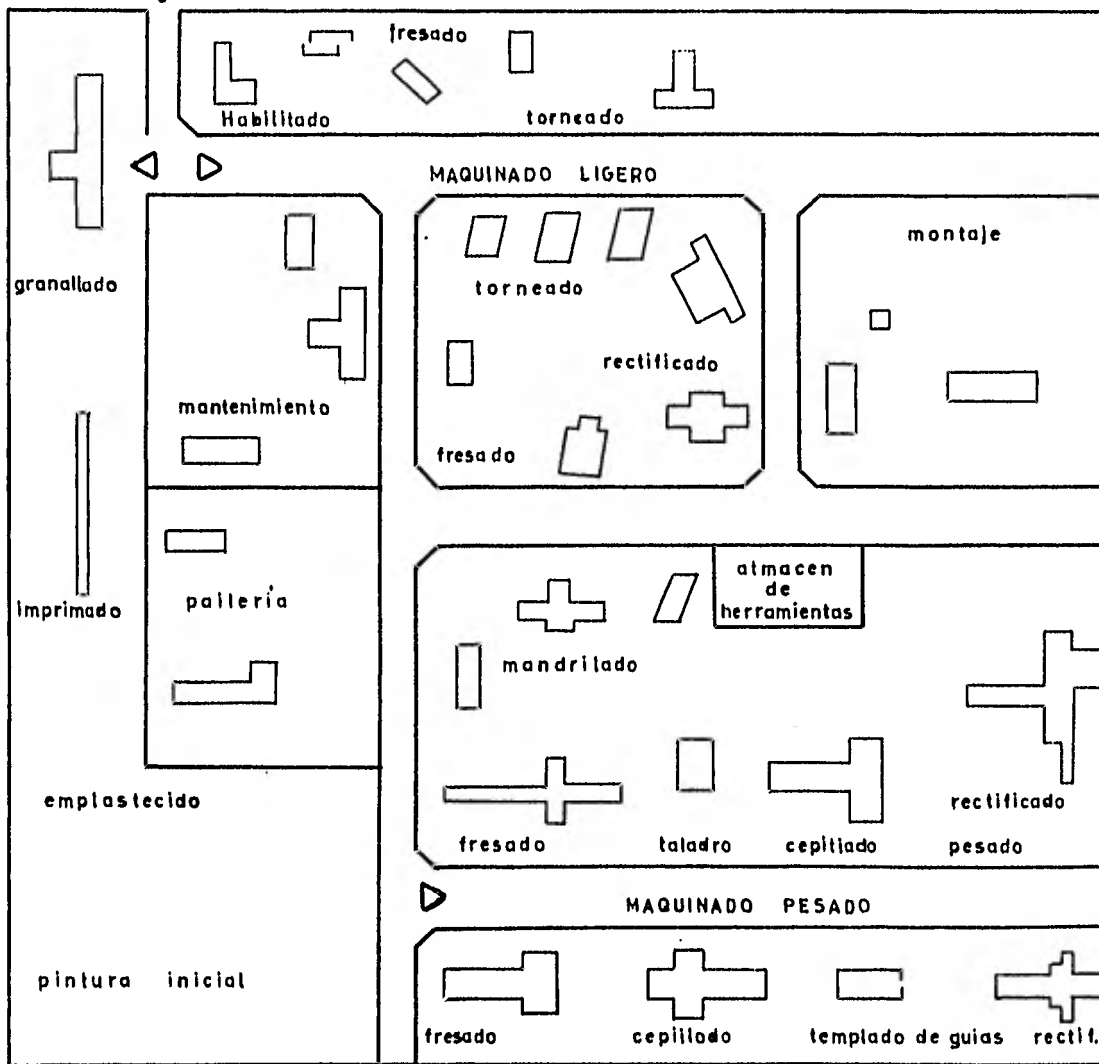 fresado
Habilitado
torneado
MAQUINADO LIGERO
granallado
mantenimiento
torneado
rectificado
fresado
montaje
imprimado
pailería
almacen
de
herramientas
mandrilado
emplastecido
fresado
taladro
cepillado
rectificado
pesado
MAQUINADO PESADO
pintura inicial
fresado
cepillado
templado de guias
rectif.